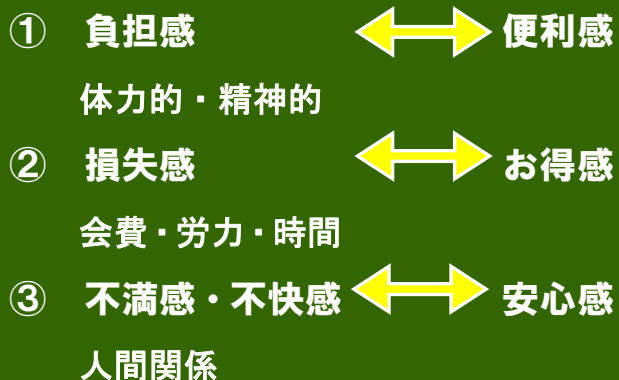 ① 負担感 便利感
体力的・精神的
② 損失感 お得感
会費・労力・時間
③ 不満感・不快感 安心感
人間関係